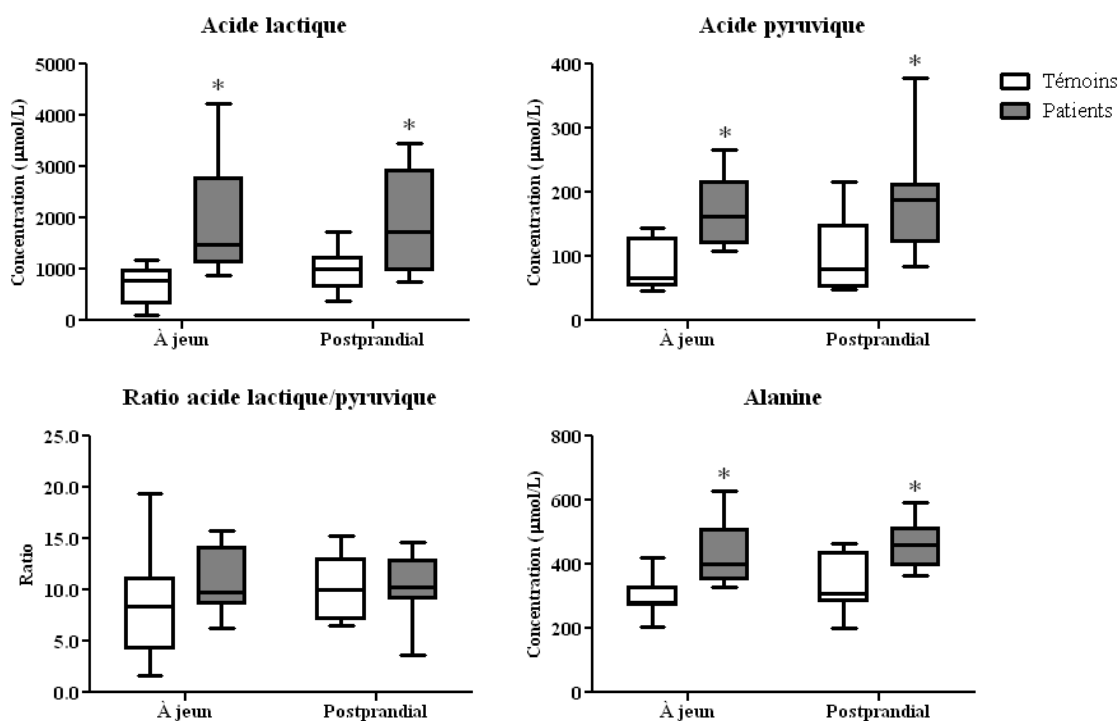 Acide lactique
Concentration ( µmol/L)
5000
4000
3000
2000
1000
0
*
*
À jeun
Postprandial
Acide pyruvique
Concentration ( µmol/L)
400
300
200
100
0
*
*
À jeun
Postprandial
Témoins
Patients
Ratio acide lactique/pyruvique
Ratio
25.0
20.0
15.0
10.0
5.0
0.0
À jeun
Postprandial
Alanine
Concentration ( µmol/L)
800
600
400
200
0
*
*
À jeun
Postprandial